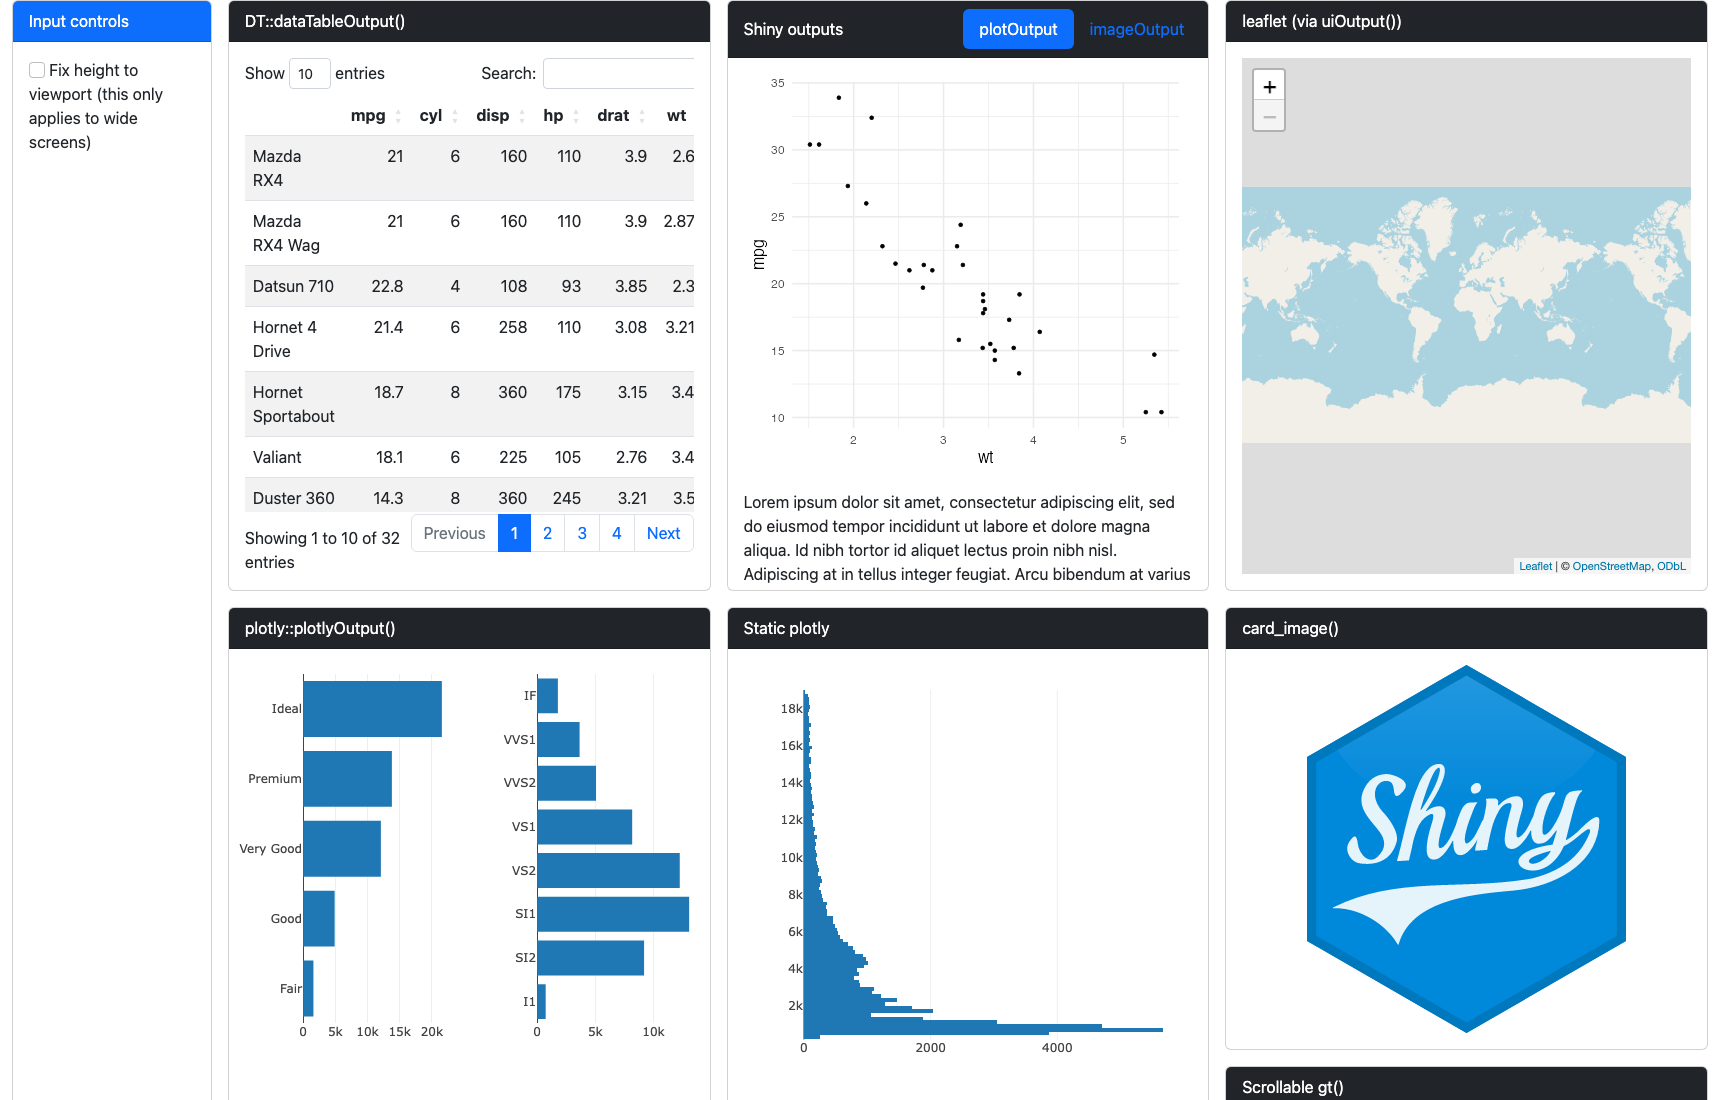 Input controls
Fix height to
viewport (this only
applies to wide
screens)
DT::dataTableOutput()
Show 10 entries Search:
mpg cyl disp hp drat wt
Mazda RX4 21 6 160 110 3.9 2.6
Mazda RX4 Wag 21 6 160 110 3.9 2.87
Datsun 710 22.8 4 108 93 3.85 2.3
Hornet 4 Drive 21.4 6 258 110 3.08 3.21
Hornet Sportabout 18.7 8 360 175 3.15 3.4
Valiant 18.1 6 225 105 2.76 3.4
Duster 360 14.3 8 360 245 3.21 3.5
Showing 1 to 10 of 32
entries
Previous 1 2 3 4 Next
Shiny outputs plotOutput imageOutput
35
30
25
20
15
10
mpg
2 3 4 5
wt
Lorem ipsum dolor sit amet, consectetur adipiscing elit, sed
do eiusmod tempor incididunt ut labore et dolore magna
aliqua. Id nibh tortor id aliquet lectus proin nibh nisl.
Adipiscing at in tellus integer feugiat. Arcu bibendum at varius
leaflet (via uiOutput())
+
−
Leaflet | © OpenStreetMap, ODbL
plotly::plotlyOutput()
Ideal
Premium
Very Good
Good
Fair
0 5k 10k 15k 20k
IF
VVS1
VVS2
VS1
VS2
SI1
SI2
I1
0 5k 10k
Static plotly
18k
16k
14k
12k
10k
8k
6k
4k
2k
0 2000 4000
card_image()
Shiny
Scrollable gt()